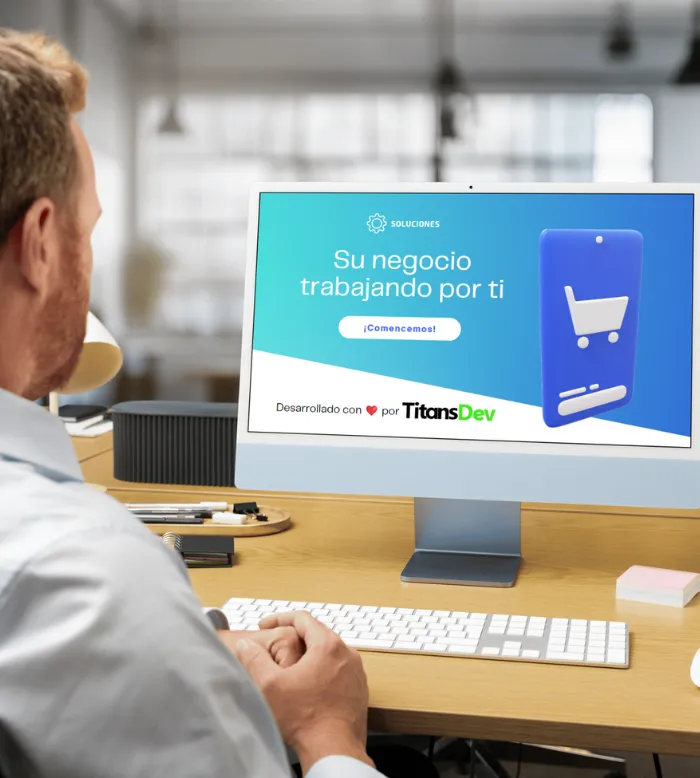 SOLUCIONES
Su negocio
trabajando por ti
¡Comencemos!
Desarrollado con ❤️ por TitansDev